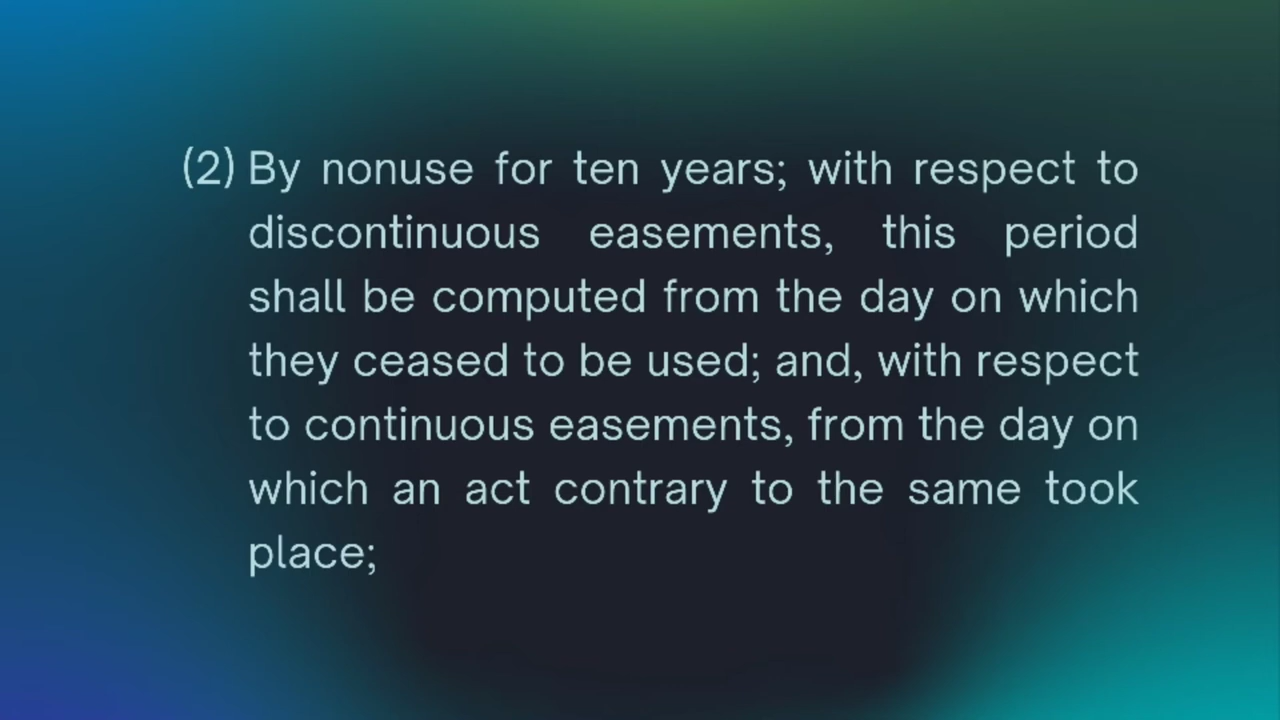 (2) By nonuse for ten years; with respect to
discontinuous easements, this period
shall be computed from the day on which
they ceased to be used; and, with respect
to continuous easements, from the day on
which an act contrary to the same took
place;